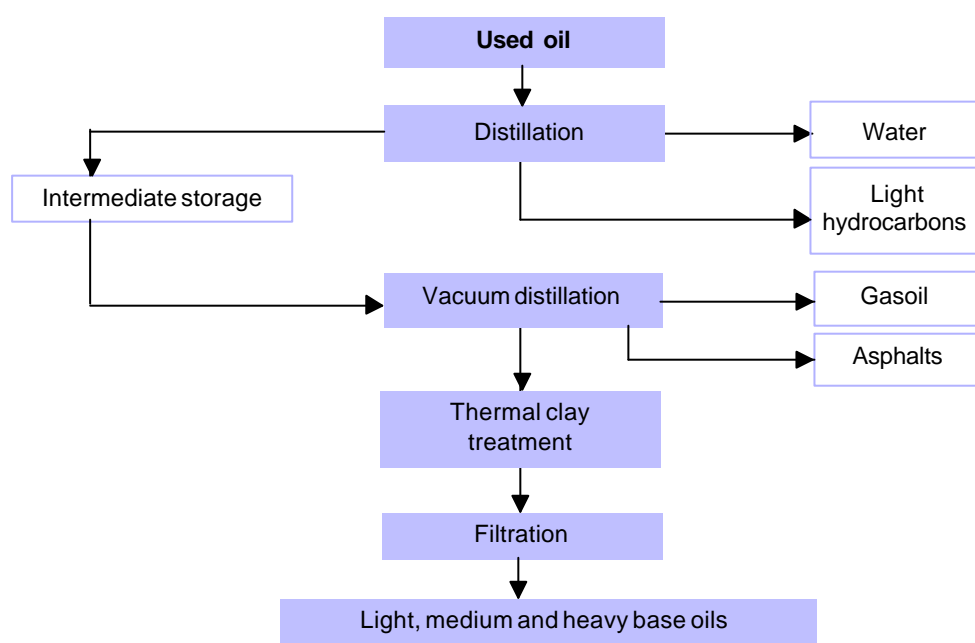 Used oil
Distillation
Water
Intermediate storage
Light
hydrocarbons
Vacuum distillation
Gasoil
Asphalts
Thermal clay
treatment
Filtration
Light, medium and heavy base oils